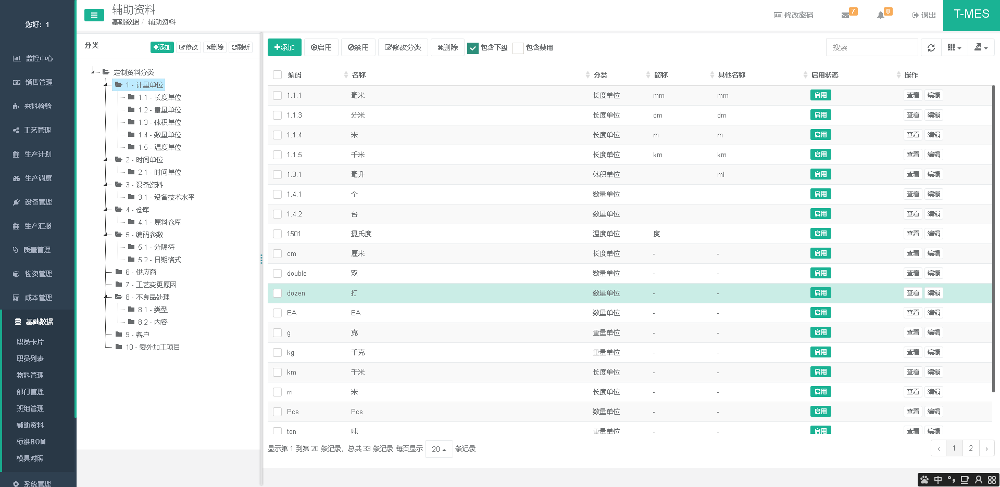 您好：1
监控中心
销售管理
来料检验
工艺管理
生产计划
生产调度
设备管理
生产汇报
质量管理
物资管理
成本管理
基础数据
职员卡片
职员列表
物料管理
部门管理
班组管理
辅助资料
标准BOM
模具对照
系统管理
辅助资料
基础数据 / 辅助资料
修改密码 7 0 退出 T-MES
分类 添加 修改 删除 刷新
定制资料分类
1 - 计量单位
1.1 - 长度单位
1.2 - 重量单位
1.3 - 体积单位
1.4 - 数量单位
1.5 - 温度单位
2 - 时间单位
2.1 - 时间单位
3 - 设备资料
3.1 - 设备技术水平
4 - 仓库
4.1 - 原料仓库
5 - 编码参数
5.1 - 分隔符
5.2 - 日期格式
6 - 供应商
7 - 工艺变更原因
8 - 不良品处理
8.1 - 类型
8.2 - 内容
9 - 客户
10 - 委外加工项目
添加 启用 禁用 修改分类 删除 包含下级 包含禁用 搜索
编码 名称 分类 简称 其他名称 启用状态 操作
1.1.1 毫米 长度单位 mm mm 启用 查看 编辑
1.1.3 分米 长度单位 dm dm 启用 查看 编辑
1.1.4 米 长度单位 m m 启用 查看 编辑
1.1.5 千米 长度单位 km km 启用 查看 编辑
1.3.1 毫升 体积单位 ml 启用 查看 编辑
1.4.1 个 数量单位 启用 查看 编辑
1.4.2 台 数量单位 启用 查看 编辑
1501 摄氏度 温度单位 度 启用 查看 编辑
cm 厘米 长度单位 - - 启用 查看 编辑
double 双 数量单位 - - 启用 查看 编辑
dozen 打 数量单位 - - 启用 查看 编辑
EA EA 数量单位 - - 启用 查看 编辑
g 克 重量单位 - - 启用 查看 编辑
kg 千克 重量单位 - - 启用 查看 编辑
km 千米 长度单位 - - 启用 查看 编辑
m 米 长度单位 - - 启用 查看 编辑
Pcs Pcs 数量单位 - - 启用 查看 编辑
ton 吨 重量单位 - - 启用 查看 编辑
显示第 1 到第 20 条记录，总共 33 条记录 每页显示 20 条记录
‹ 1 2 ›
中